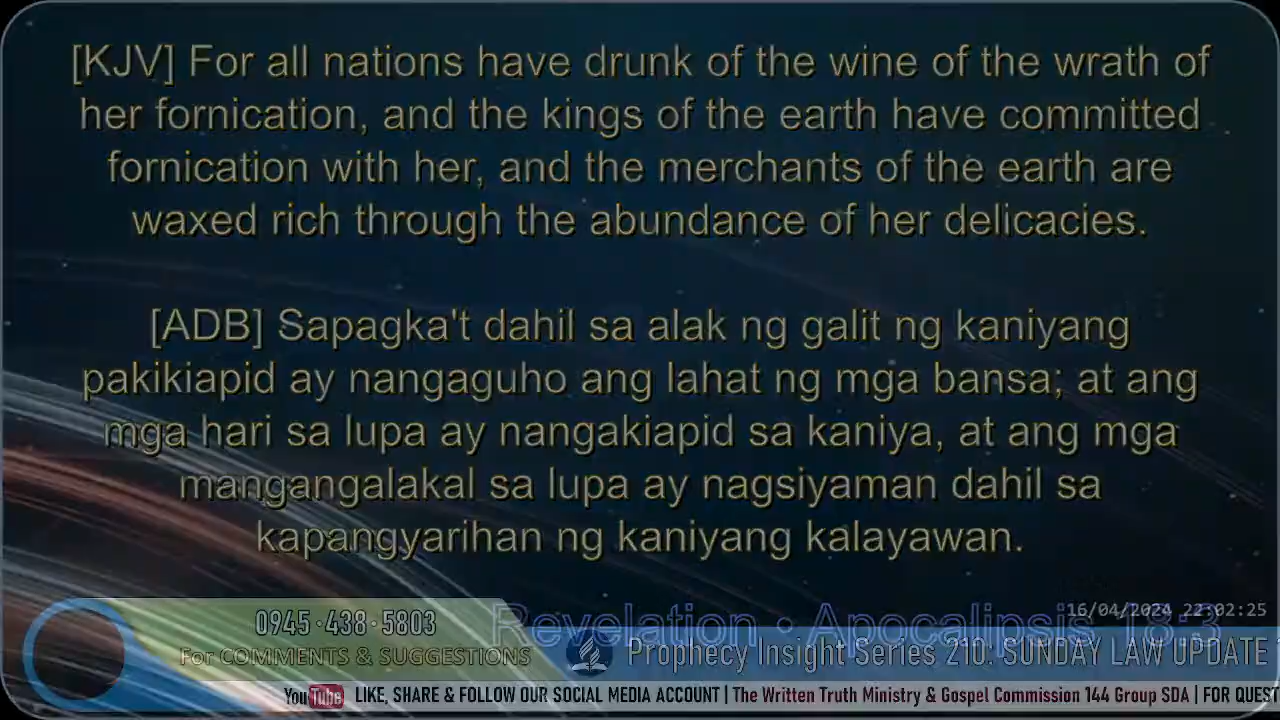 [KJV] For all nations have drunk of the wine of the wrath of
her fornication, and the kings of the earth have committed
fornication with her, and the merchants of the earth are
waxed rich through the abundance of her delicacies.
[ADB] Sapagka't dahil sa alak ng galit ng kaniyang
pakikiapid ay nangaguho ang lahat ng mga bansa; at ang
mga hari sa lupa ay nangakiapid sa kaniya, at ang mga
mangangalakal sa lupa ay nagsiyaman dahil sa
kapangyarihan ng kaniyang kalayawan.
Revelation • Apocalipsis 18:3
16/04/2024 22:02:25
0945·438·5803
For COMMENTS & SUGGESTIONS
Prophecy Insight Series 210: SUNDAY LAW UPDATE
YouTube LIKE, SHARE & FOLLOW OUR SOCIAL MEDIA ACCOUNT | The Written Truth Ministry & Gospel Commission 144 Group SDA | FOR QUEST